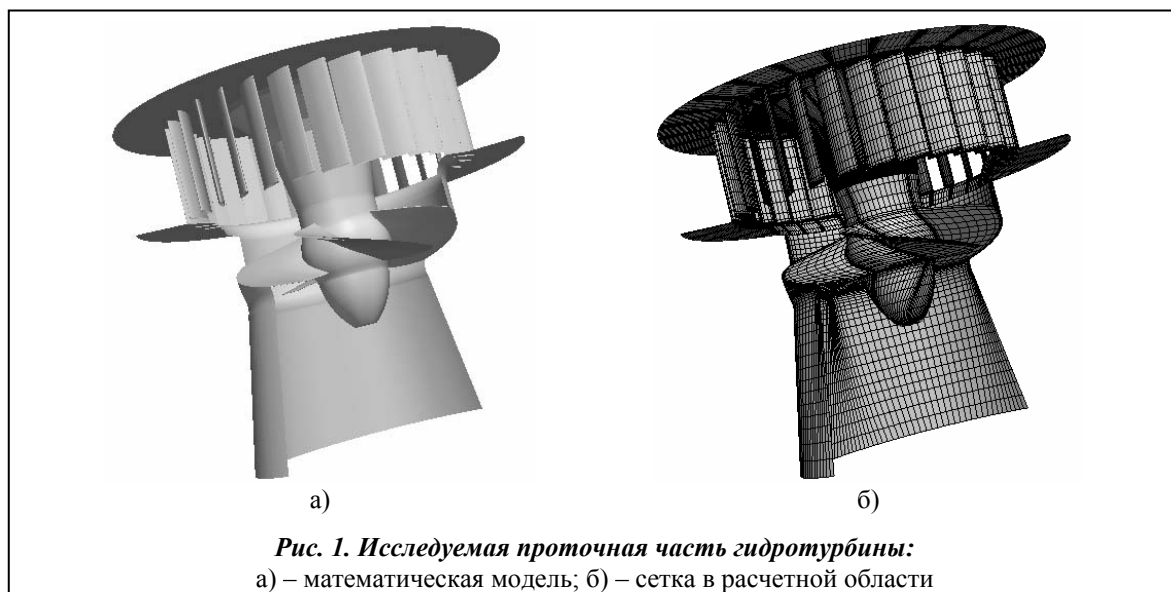 а)
б)
Рис. 1. Исследуемая проточная часть гидротурбины:
а) – математическая модель; б) – сетка в расчетной области